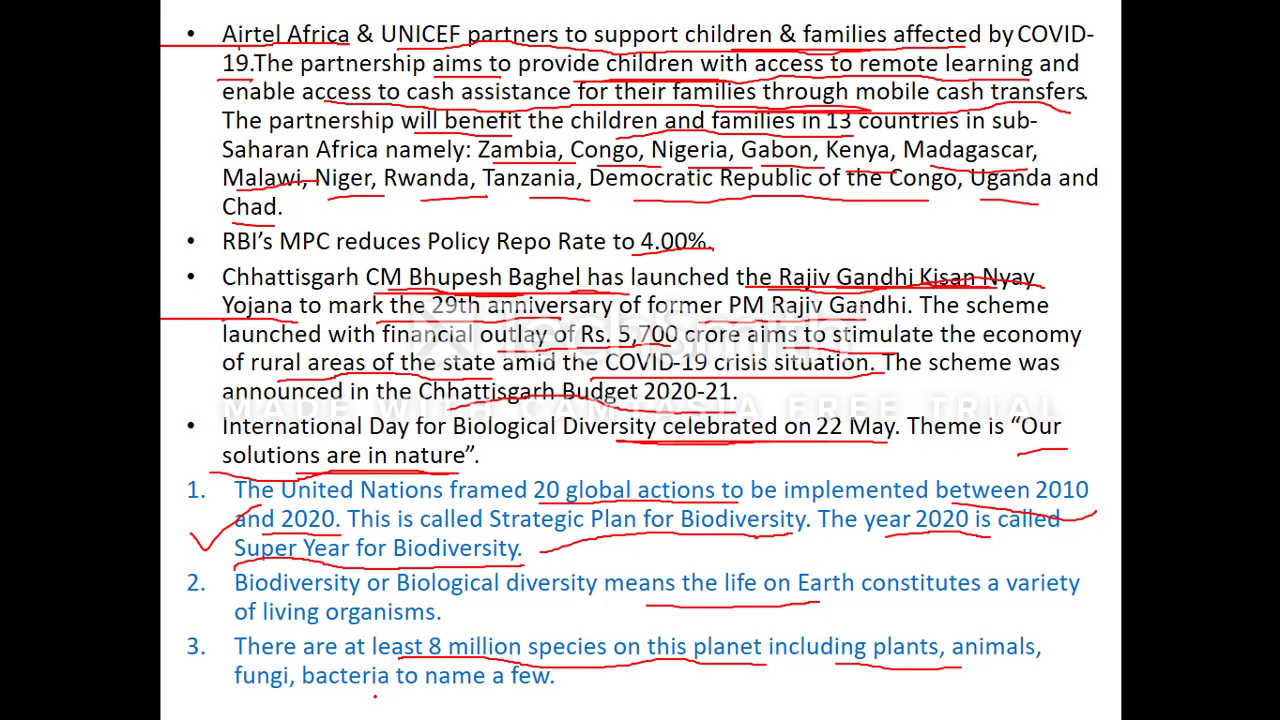 • Airtel Africa & UNICEF partners to support children & families affected by COVID-
19.The partnership aims to provide children with access to remote learning and
enable access to cash assistance for their families through mobile cash transfers.
The partnership will benefit the children and families in 13 countries in sub-
Saharan Africa namely: Zambia, Congo, Nigeria, Gabon, Kenya, Madagascar,
Malawi, Niger, Rwanda, Tanzania, Democratic Republic of the Congo, Uganda and
Chad.
• RBI's MPC reduces Policy Repo Rate to 4.00%.
• Chhattisgarh CM Bhupesh Baghel has launched the Rajiv Gandhi Kisan Nyay
Yojana to mark the 29th anniversary of former PM Rajiv Gandhi. The scheme
launched with financial outlay of Rs. 5,700 crore aims to stimulate the economy
of rural areas of the state amid the COVID-19 crisis situation. The scheme was
announced in the Chhattisgarh Budget 2020-21.
MADE WITH CAMTASIA FREE TRIAL
• International Day for Biological Diversity celebrated on 22 May. Theme is “Our
solutions are in nature”.
1. The United Nations framed 20 global actions to be implemented between 2010
and 2020. This is called Strategic Plan for Biodiversity. The year 2020 is called
Super Year for Biodiversity.
2. Biodiversity or Biological diversity means the life on Earth constitutes a variety
of living organisms.
3. There are at least 8 million species on this planet including plants, animals,
fungi, bacteria to name a few.